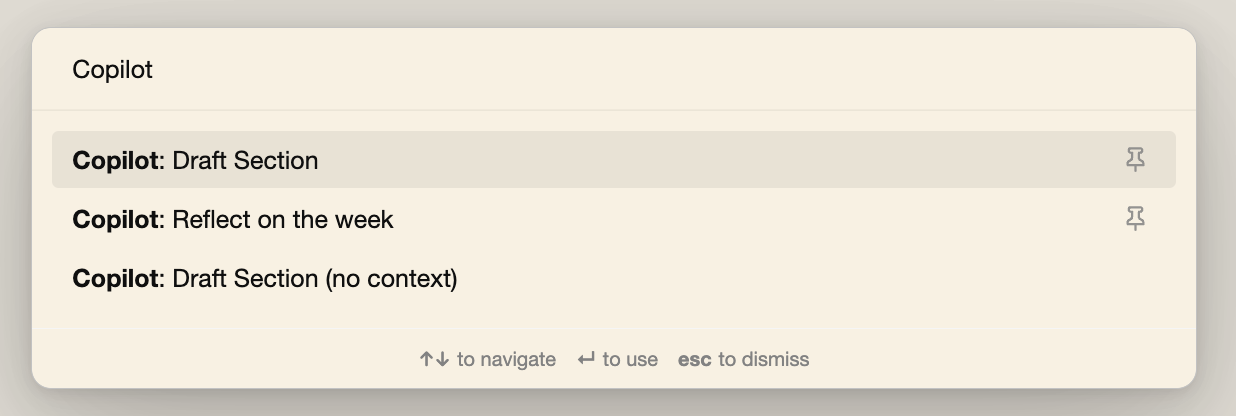 Copilot
Copilot: Draft Section
Copilot: Reflect on the week
Copilot: Draft Section (no context)
↑↓ to navigate ↵ to use esc to dismiss